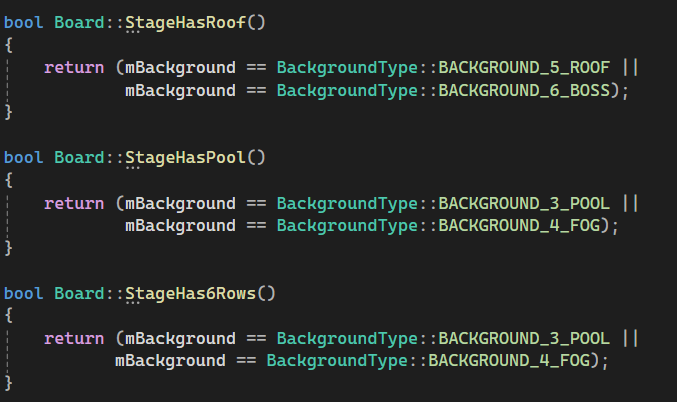 bool Board::StageHasRoof()
{
    return (mBackground == BackgroundType::BACKGROUND_5_ROOF ||
            mBackground == BackgroundType::BACKGROUND_6_BOSS);
}

bool Board::StageHasPool()
{
    return (mBackground == BackgroundType::BACKGROUND_3_POOL ||
            mBackground == BackgroundType::BACKGROUND_4_FOG);
}

bool Board::StageHas6Rows()
{
    return (mBackground == BackgroundType::BACKGROUND_3_POOL ||
           mBackground == BackgroundType::BACKGROUND_4_FOG);
}